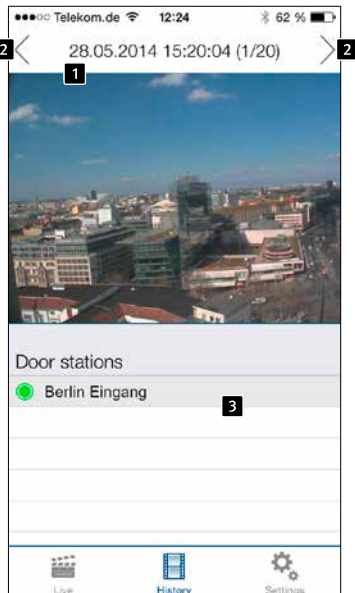 Telekom.de 12:24 62 %
2 28.05.2014 15:20:04 (1/20) 2
1
Door stations
Berlin Eingang
3
Live History Settings